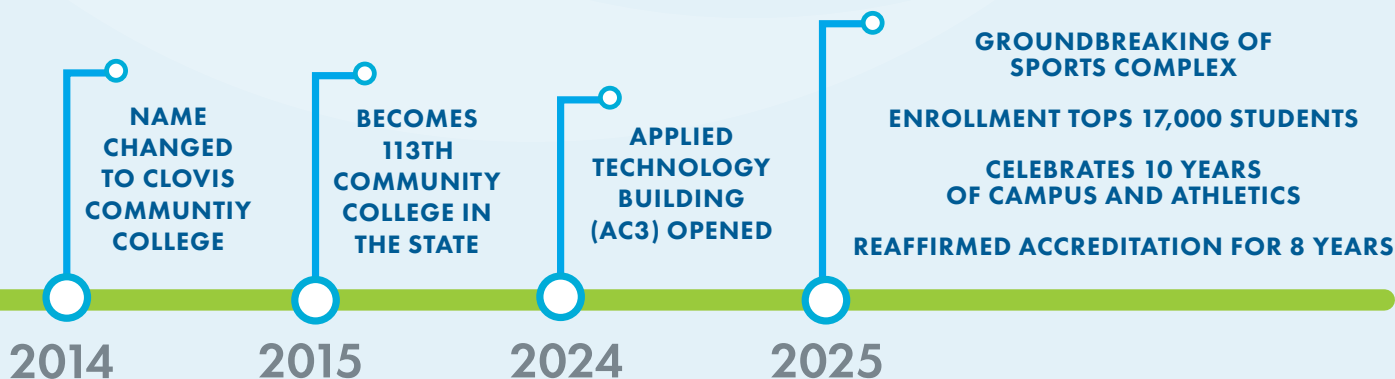 NAME
CHANGED
TO CLOVIS
COMMUNTIY
COLLEGE
2014
BECOMES
113TH
COMMUNITY
COLLEGE IN
THE STATE
2015
APPLIED
TECHNOLOGY
BUILDING
(AC3) OPENED
2024
GROUNDBREAKING OF
SPORTS COMPLEX
ENROLLMENT TOPS 17,000 STUDENTS
CELEBRATES 10 YEARS
OF CAMPUS AND ATHLETICS
REAFFIRMED ACCREDITATION FOR 8 YEARS
2025